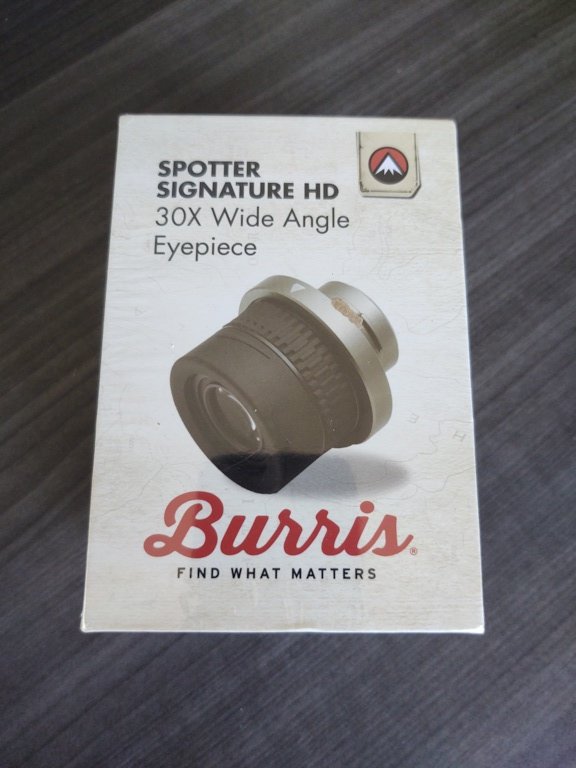 SPOTTER
SIGNATURE HD
30X Wide Angle
Eyepiece
Burris®
FIND WHAT MATTERS